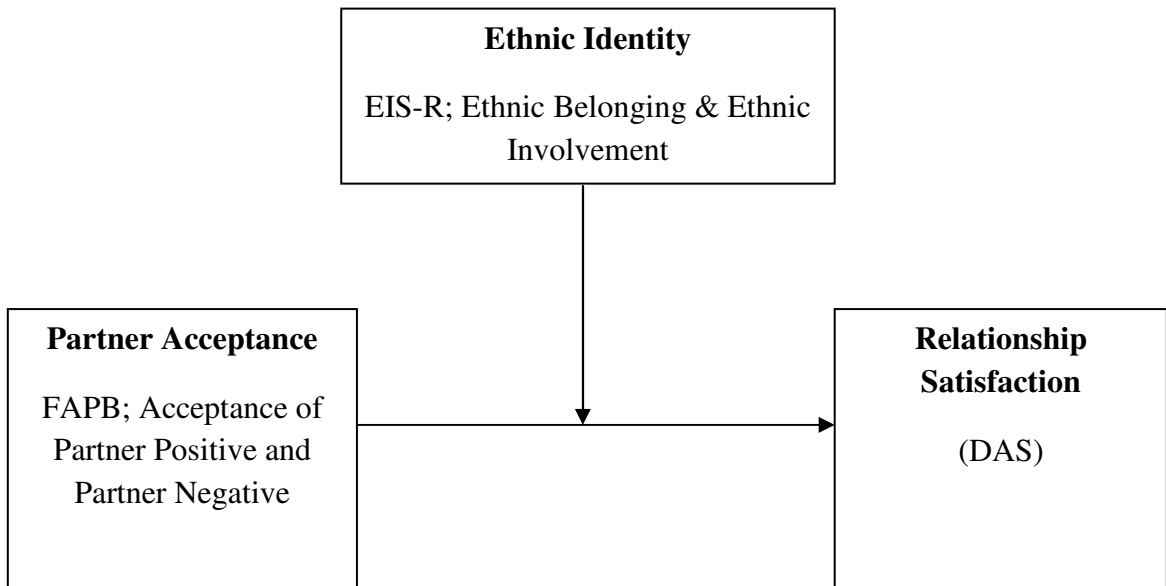 Ethnic Identity
EIS-R; Ethnic Belonging & Ethnic
Involvement
Partner Acceptance
FAPB; Acceptance of
Partner Positive and
Partner Negative
Relationship
Satisfaction
(DAS)